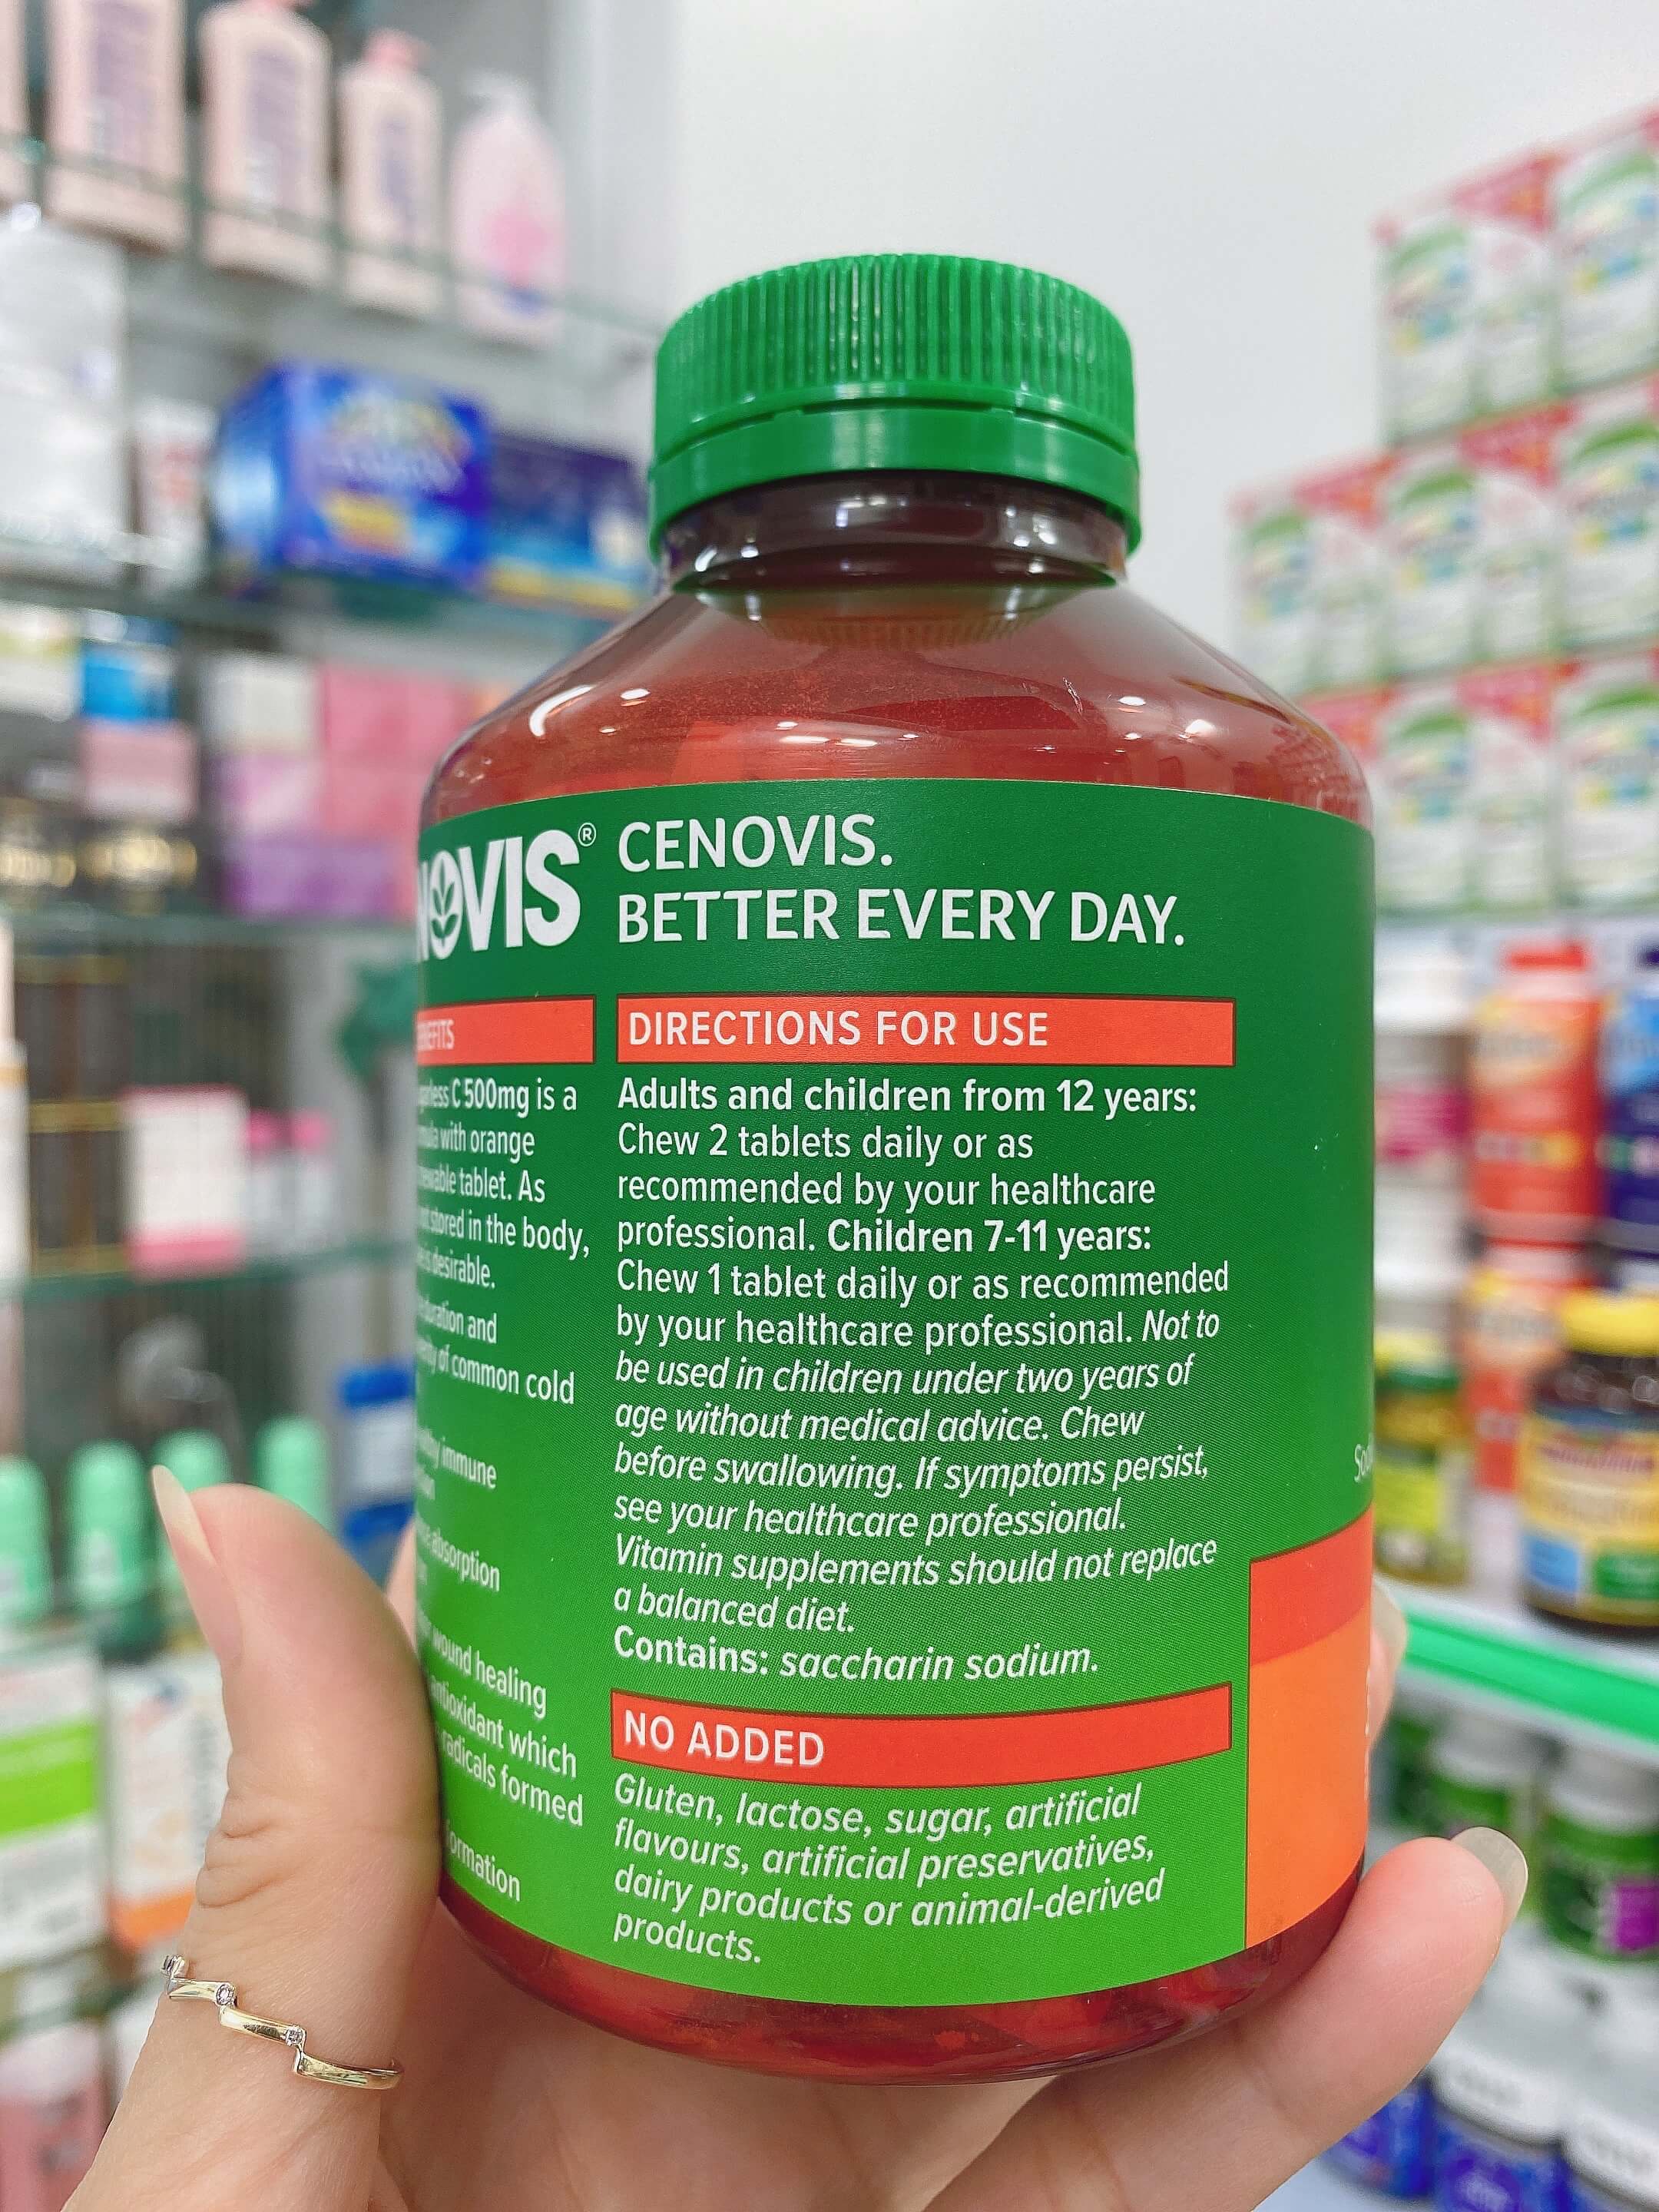 CENOVIS.
BETTER EVERY DAY.
DIRECTIONS FOR USE
Adults and children from 12 years:
Chew 2 tablets daily or as
recommended by your healthcare
professional. Children 7-11 years:
Chew 1 tablet daily or as recommended
by your healthcare professional. Not to
be used in children under two years of
age without medical advice. Chew
before swallowing. If symptoms persist,
see your healthcare professional.
Vitamin supplements should not replace
a balanced diet.
Contains: saccharin sodium.
NO ADDED
Gluten, lactose, sugar, artificial
flavours, artificial preservatives,
dairy products or animal-derived
products.
NOVIS®
C 500mg is a
with orange
tablet. As
stored in the body,
desirable.
and
of common cold
immune
absorption
wound healing
which
radicals formed